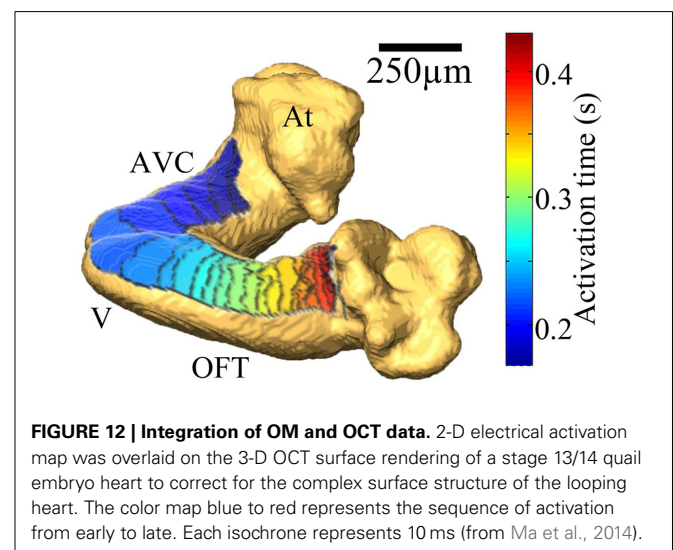 250µm
At
AVC
V
OFT
0.4
0.3
0.2
Activation time (s)
FIGURE 12 | Integration of OM and OCT data. 2-D electrical activation
map was overlaid on the 3-D OCT surface rendering of a stage 13/14 quail
embryo heart to correct for the complex surface structure of the looping
heart. The color map blue to red represents the sequence of activation
from early to late. Each isochrone represents 10 ms (from Ma et al., 2014).